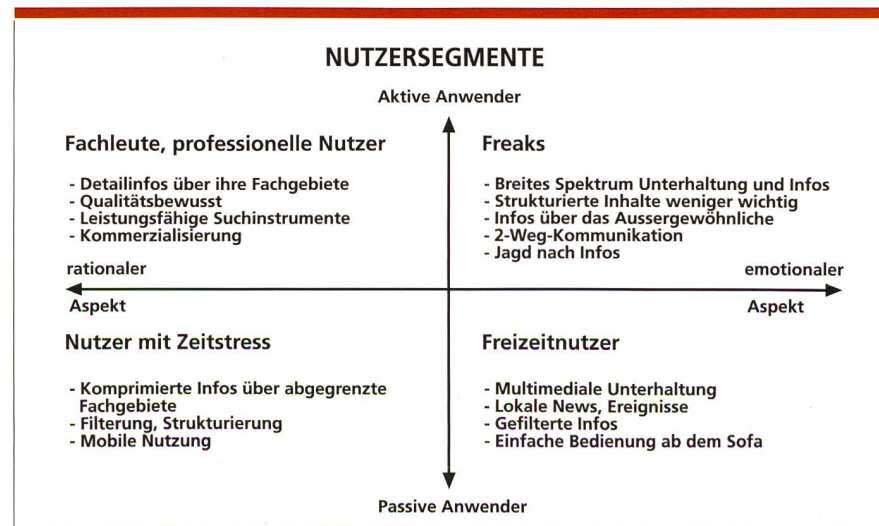 NUTZERSEGMENTE
Aktive Anwender
Fachleute, professionelle Nutzer
- Detailinfos über ihre Fachgebiete
- Qualitätsbewusst
- Leistungsfähige Suchinstrumente
- Kommerzialisierung
Freaks
- Breites Spektrum Unterhaltung und Infos
- Strukturierte Inhalte weniger wichtig
- Infos über das Aussergewöhnliche
- 2-Weg-Kommunikation
- Jagd nach Infos
rationaler
Aspekt
emotionaler
Aspekt
Nutzer mit Zeitstress
- Komprimierte Infos über abgegrenzte
Fachgebiete
- Filterung, Strukturierung
- Mobile Nutzung
Freizeitnutzer
- Multimediale Unterhaltung
- Lokale News, Ereignisse
- Gefilterte Infos
- Einfache Bedienung ab dem Sofa
Passive Anwender